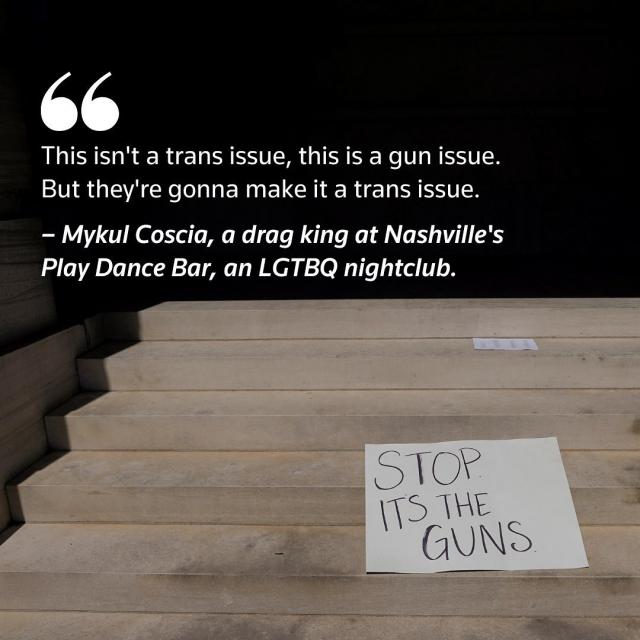 “
This isn't a trans issue, this is a gun issue.
But they're gonna make it a trans issue.
– Mykul Coscia, a drag king at Nashville's
Play Dance Bar, an LGTBQ nightclub.
STOP.
ITS THE
GUNS.